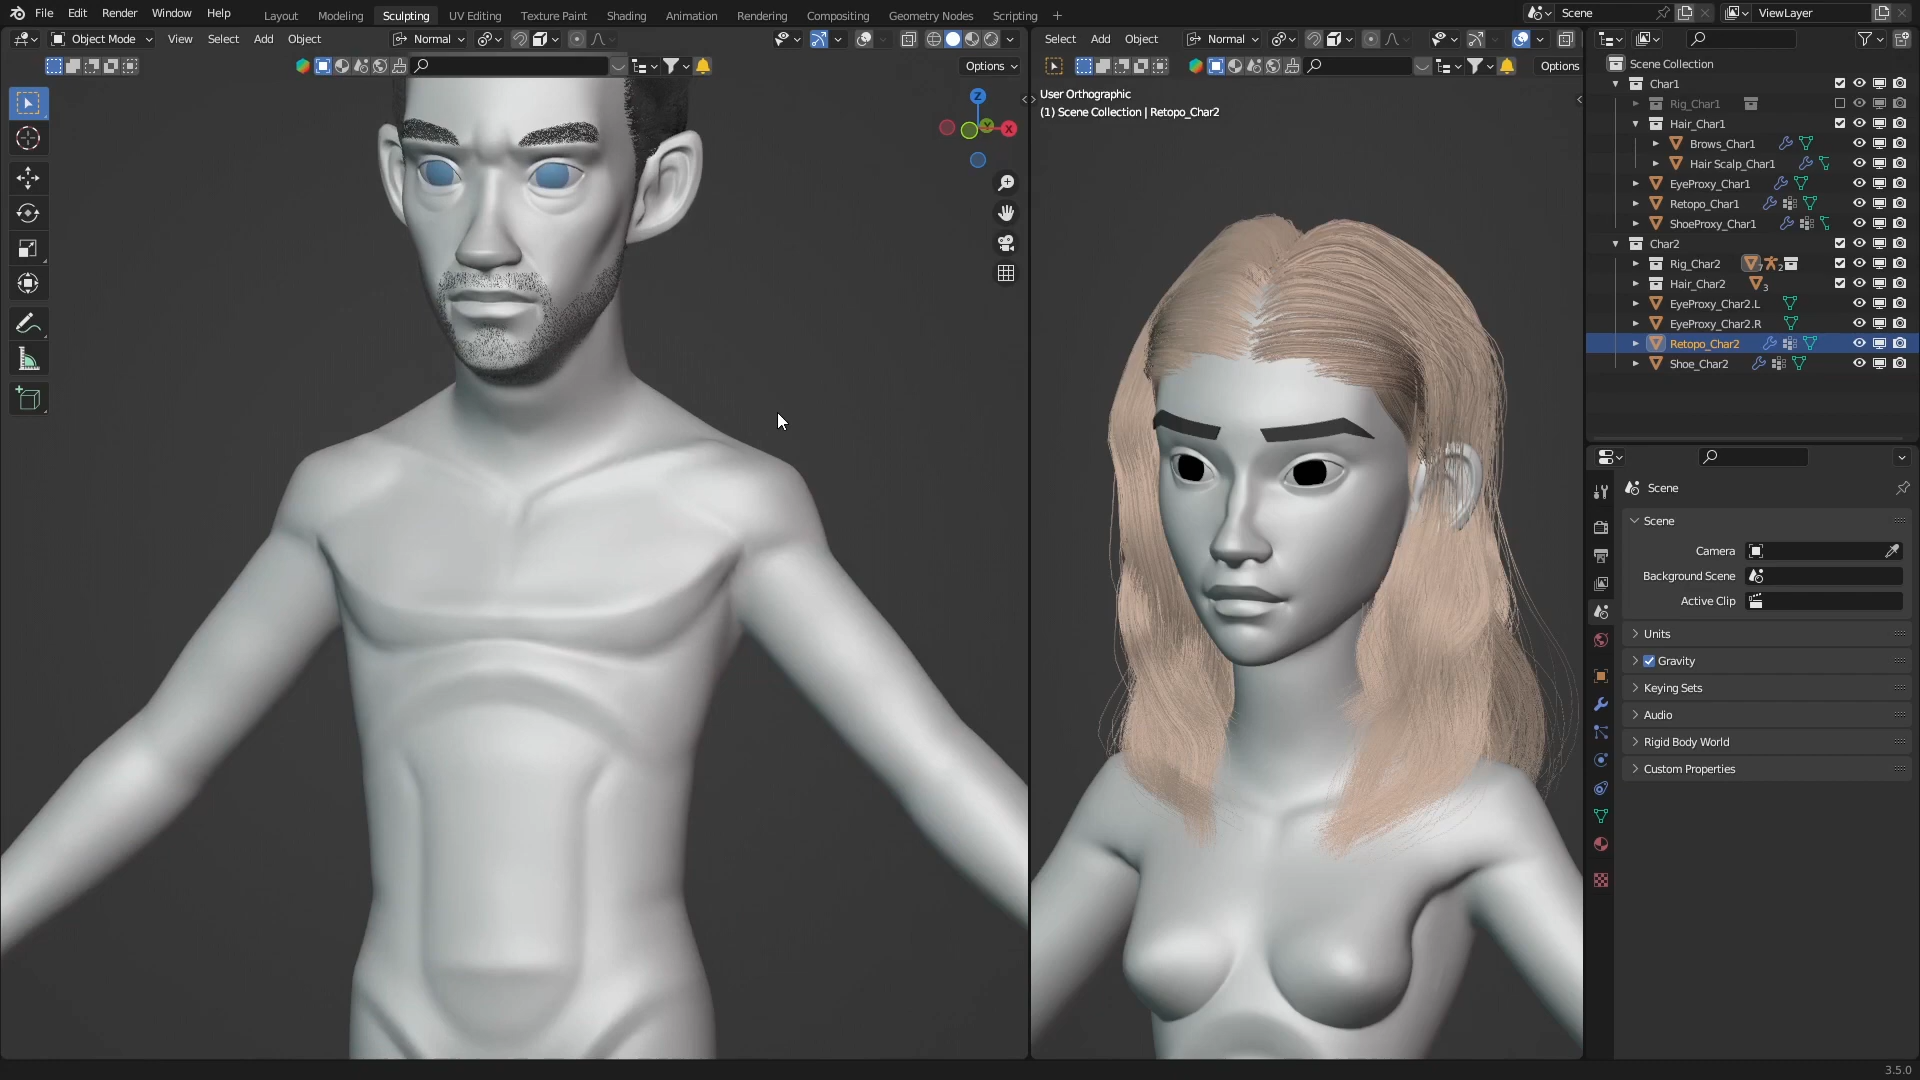 File Edit Render Window Help
Layout Modeling Sculpting UV Editing Texture Paint Shading Animation Rendering Compositing Geometry Nodes Scripting +
Scene
ViewLayer
Object Mode View Select Add Object
Normal
Select Add Object
Normal
Options
Options
Z
Y
X
User Orthographic
(1) Scene Collection | Retopo_Char2
Scene Collection
Char1
Rig_Char1
Hair_Char1
Brows_Char1
Hair Scalp_Char1
EyeProxy_Char1
Retopo_Char1
ShoeProxy_Char1
Char2
Rig_Char2 7 2
Hair_Char2 3
EyeProxy_Char2.L
EyeProxy_Char2.R
Retopo_Char2
Shoe_Char2
Scene
Scene
Camera
Background Scene
Active Clip
Units
Gravity
Keying Sets
Audio
Rigid Body World
Custom Properties
3.5.0